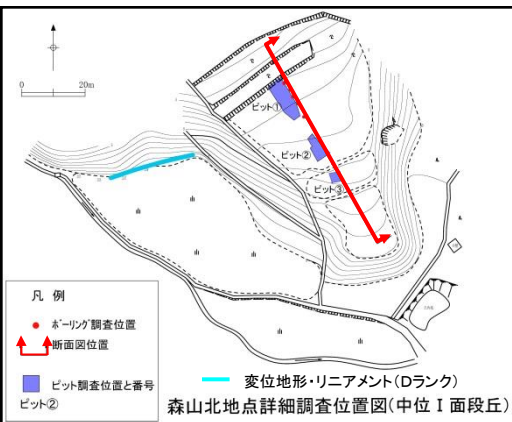 0
20m
ピット①
ピット②
ピット③
凡 例
ボーリング調査位置
断面図位置
ピット調査位置と番号
ピット②
変位地形・リニアメント(Dランク)
森山北地点詳細調査位置図(中位Ⅰ面段丘)